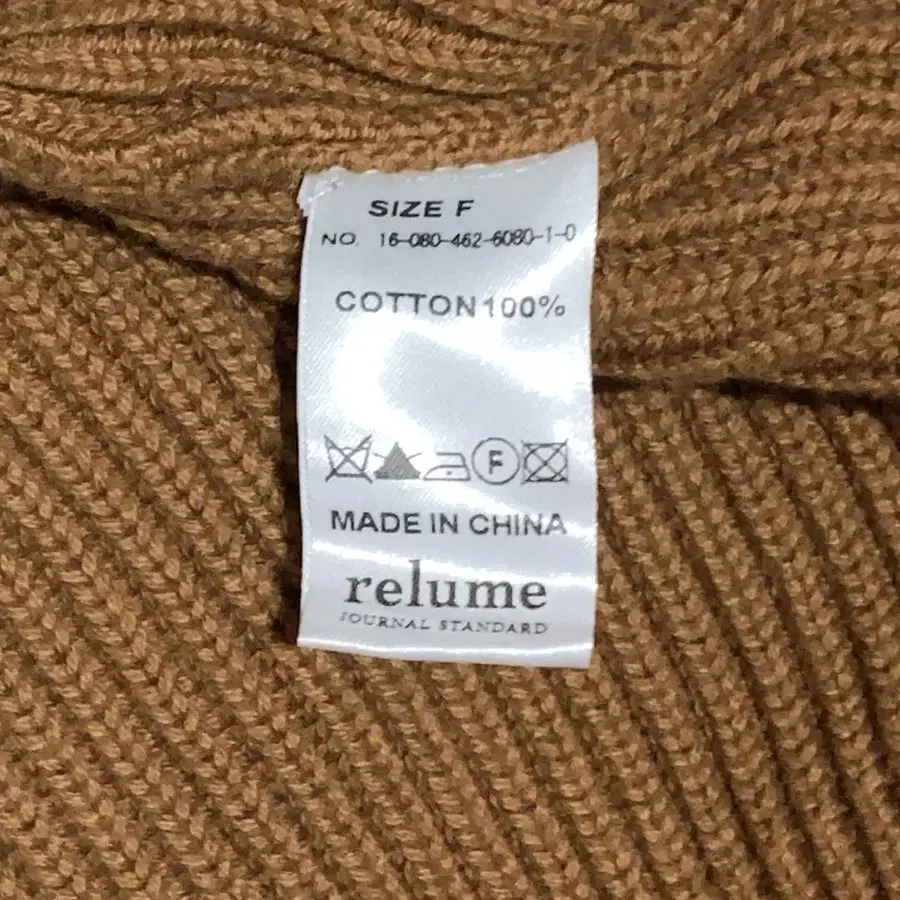 SIZE F
NO. 16-080-462-6080-1-0
COTTON100%
F
MADE IN CHINA
relume
JOURNAL STANDARD